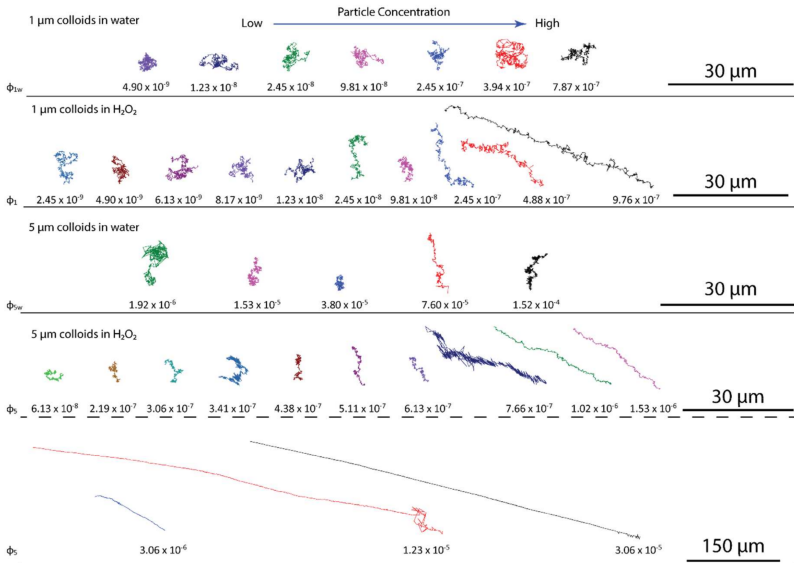 Particle Concentration
1 µm colloids in water
Low
High
30 µm
ϕ1w
4.90 x 10⁻⁹
1.23 x 10⁻⁸
2.45 x 10⁻⁸
9.81 x 10⁻⁸
2.45 x 10⁻⁷
3.94 x 10⁻⁷
7.87 x 10⁻⁷
1 µm colloids in H₂O₂
30 µm
ϕ1
2.45 x 10⁻⁹
4.90 x 10⁻⁹
6.13 x 10⁻⁹
8.17 x 10⁻⁹
1.23 x 10⁻⁸
2.45 x 10⁻⁸
9.81 x 10⁻⁸
2.45 x 10⁻⁷
4.88 x 10⁻⁷
9.76 x 10⁻⁷
5 µm colloids in water
30 µm
ϕ5w
1.92 x 10⁻⁶
1.53 x 10⁻⁵
3.80 x 10⁻⁵
7.60 x 10⁻⁵
1.52 x 10⁻⁴
5 µm colloids in H₂O₂
30 µm
ϕ5
6.13 x 10⁻⁸
2.19 x 10⁻⁷
3.06 x 10⁻⁷
3.41 x 10⁻⁷
4.38 x 10⁻⁷
5.11 x 10⁻⁷
6.13 x 10⁻⁷
7.66 x 10⁻⁷
1.02 x 10⁻⁶
1.53 x 10⁻⁶
ϕ5
3.06 x 10⁻⁶
1.23 x 10⁻⁵
3.06 x 10⁻⁵
150 µm